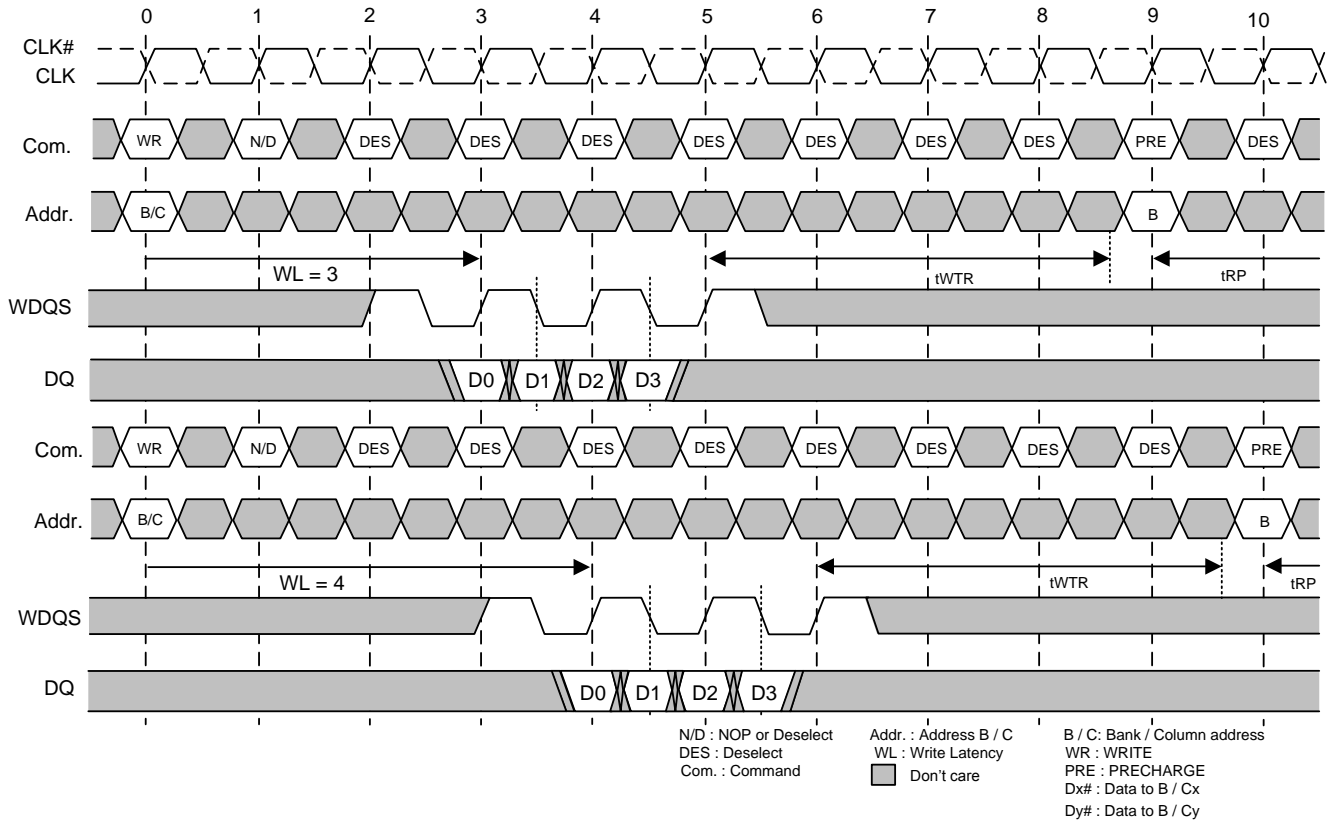 0 1 2 3 4 5 6 7 8 9 10
CLK#
CLK
Com. WR N/D DES DES DES DES DES DES DES PRE DES
Addr. B/C B
WL = 3 tWTR tRP
WDQS
DQ D0 D1 D2 D3
Com. WR N/D DES DES DES DES DES DES DES DES PRE
Addr. B/C B
WL = 4 tWTR tRP
WDQS
DQ D0 D1 D2 D3
N/D : NOP or Deselect Addr. : Address B / C B / C: Bank / Column address
DES : Deselect WL : Write Latency WR : WRITE
Com. : Command Don't care PRE : PRECHARGE
Dx# : Data to B / Cx
Dy# : Data to B / Cy